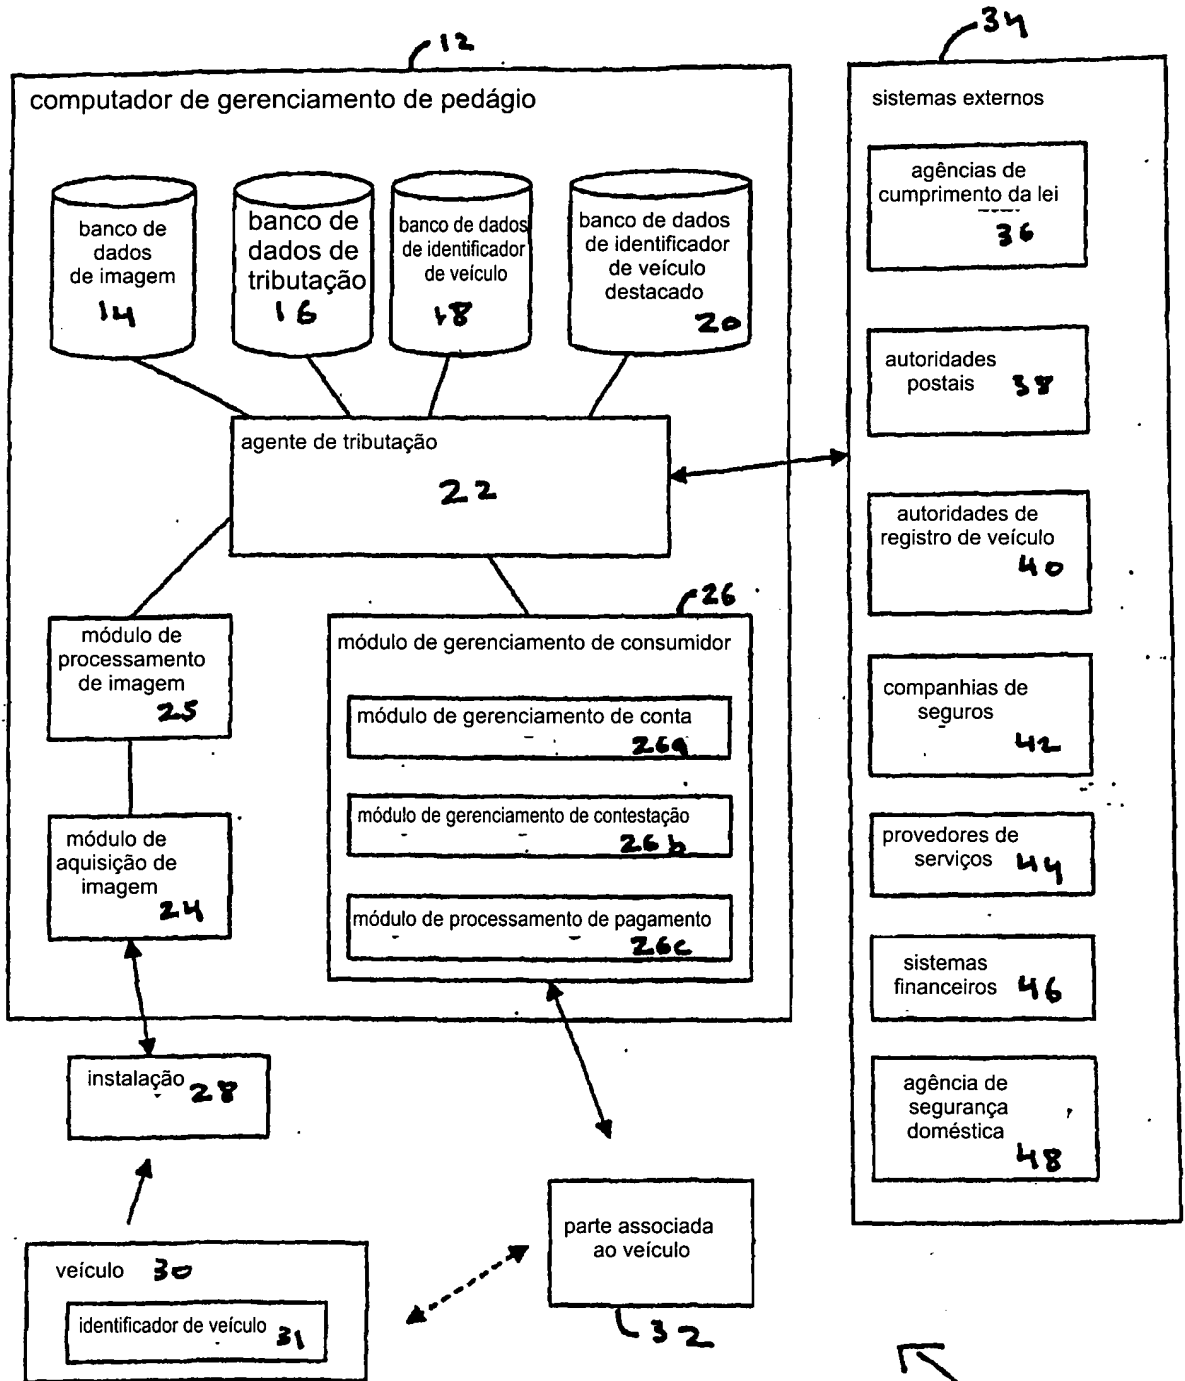 12
34
computador de gerenciamento de pedágio
banco de
dados
de imagem
14
banco de
dados de
tributação
16
banco de dados
de identificador
de veículo
18
banco de dados
de identificador
de veículo
destacado
20
agente de tributação
22
módulo de
processamento
de imagem
25
módulo de
aquisição de
imagem
24
26
módulo de gerenciamento de consumidor
módulo de gerenciamento de conta
26a
módulo de gerenciamento de contestação
26b
módulo de processamento de pagamento
26c
instalação 28
veículo 30
identificador de veículo 31
parte associada
ao veículo
32
sistemas externos
agências de
cumprimento da lei
36
autoridades
postais 38
autoridades de
registro de veículo
40
companhias de
seguros
42
provedores de
serviços 44
sistemas
financeiros 46
agência de
segurança
doméstica
48